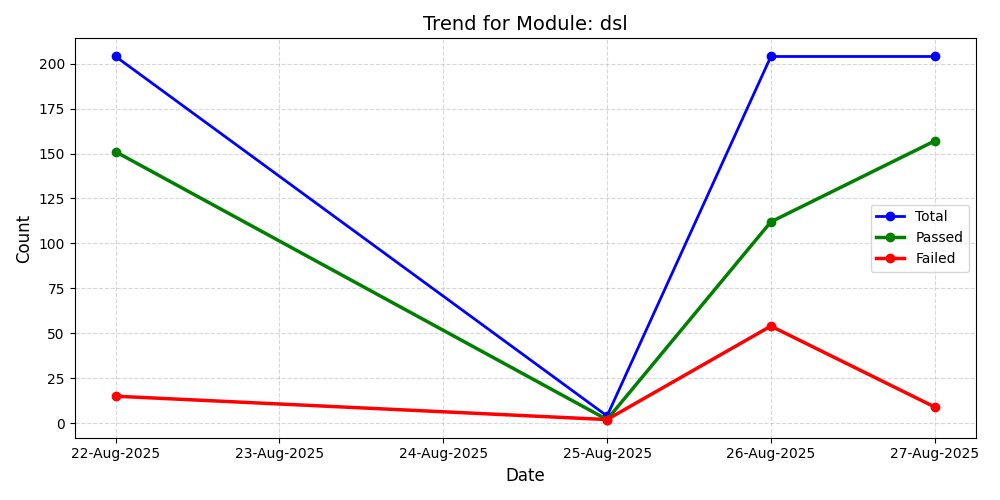 Trend for Module: dsl
Count
200
175
150
125
100
75
50
25
0
Total
Passed
Failed
22-Aug-2025 23-Aug-2025 24-Aug-2025 25-Aug-2025 26-Aug-2025 27-Aug-2025
Date